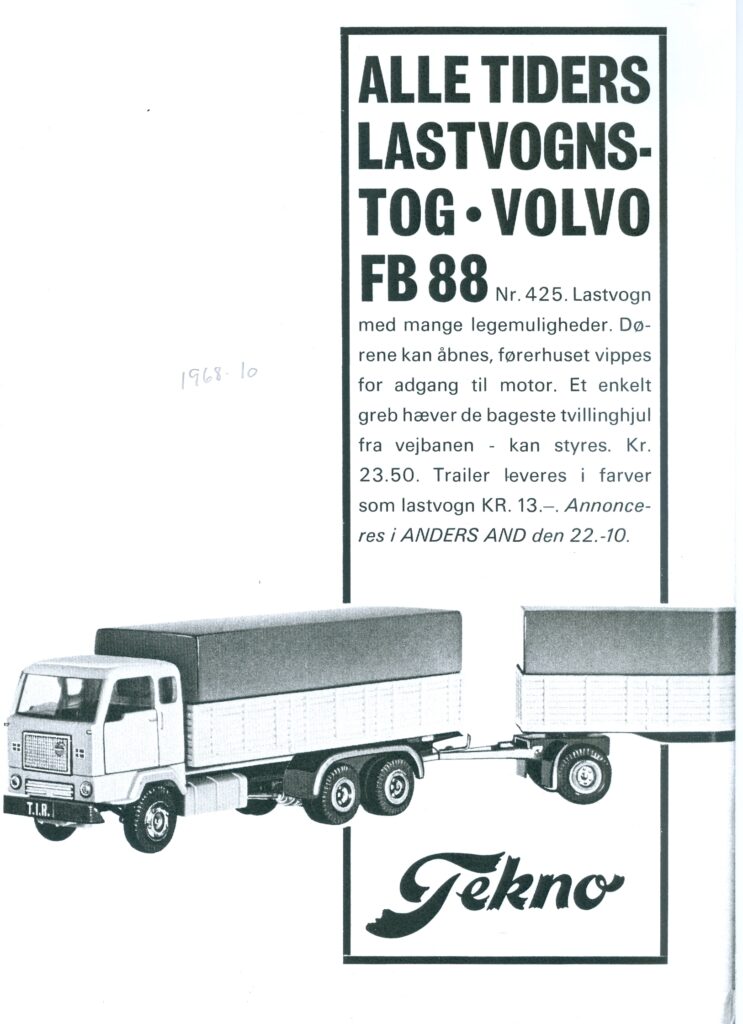 ALLE TIDERS
LASTVOGNS-
TOG • VOLVO
FB 88 Nr. 425. Lastvogn
med mange legemuligheder. Dø-
rene kan åbnes, førerhuset vippes
for adgang til motor. Et enkelt
greb hæver de bageste tvillinghjul
fra vejbanen - kan styres. Kr.
23.50. Trailer leveres i farver
som lastvogn KR. 13.–. Annonce-
res i ANDERS AND den 22.-10.
1968-10
T.I.R.
Tekno